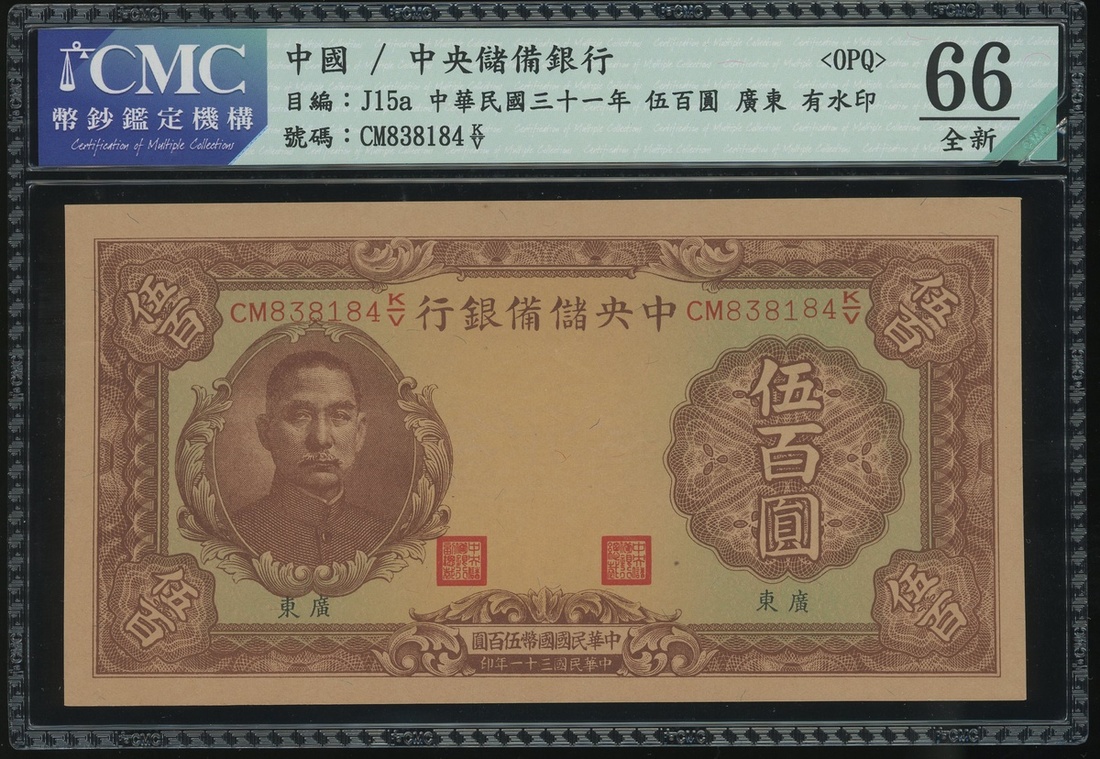 CMC
幣鈔鑑定機構
Certification of Multiple Collections
中國 / 中央儲備銀行
目編：J15a 中華民國三十一年 伍百圓 廣東 有水印
號碼：CM838184 K/V
<OPQ>
66
全新
伍百
伍百
CM838184 K/V
行銀備儲央中
CM838184 K/V
伍百圓
東廣
東廣
伍百
伍百
圓百伍幣國國民華中
印年一十三國民華中